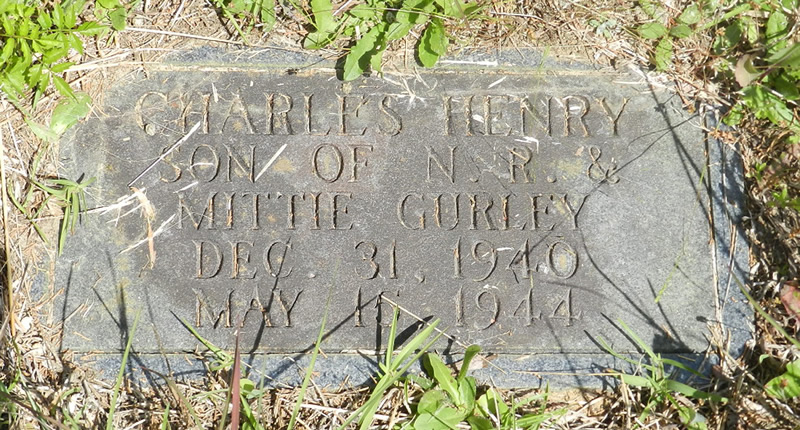 CHARLES HENRY
SON OF N. R. &
MITTIE GURLEY
DEC 31, 1940
MAY 15, 1944